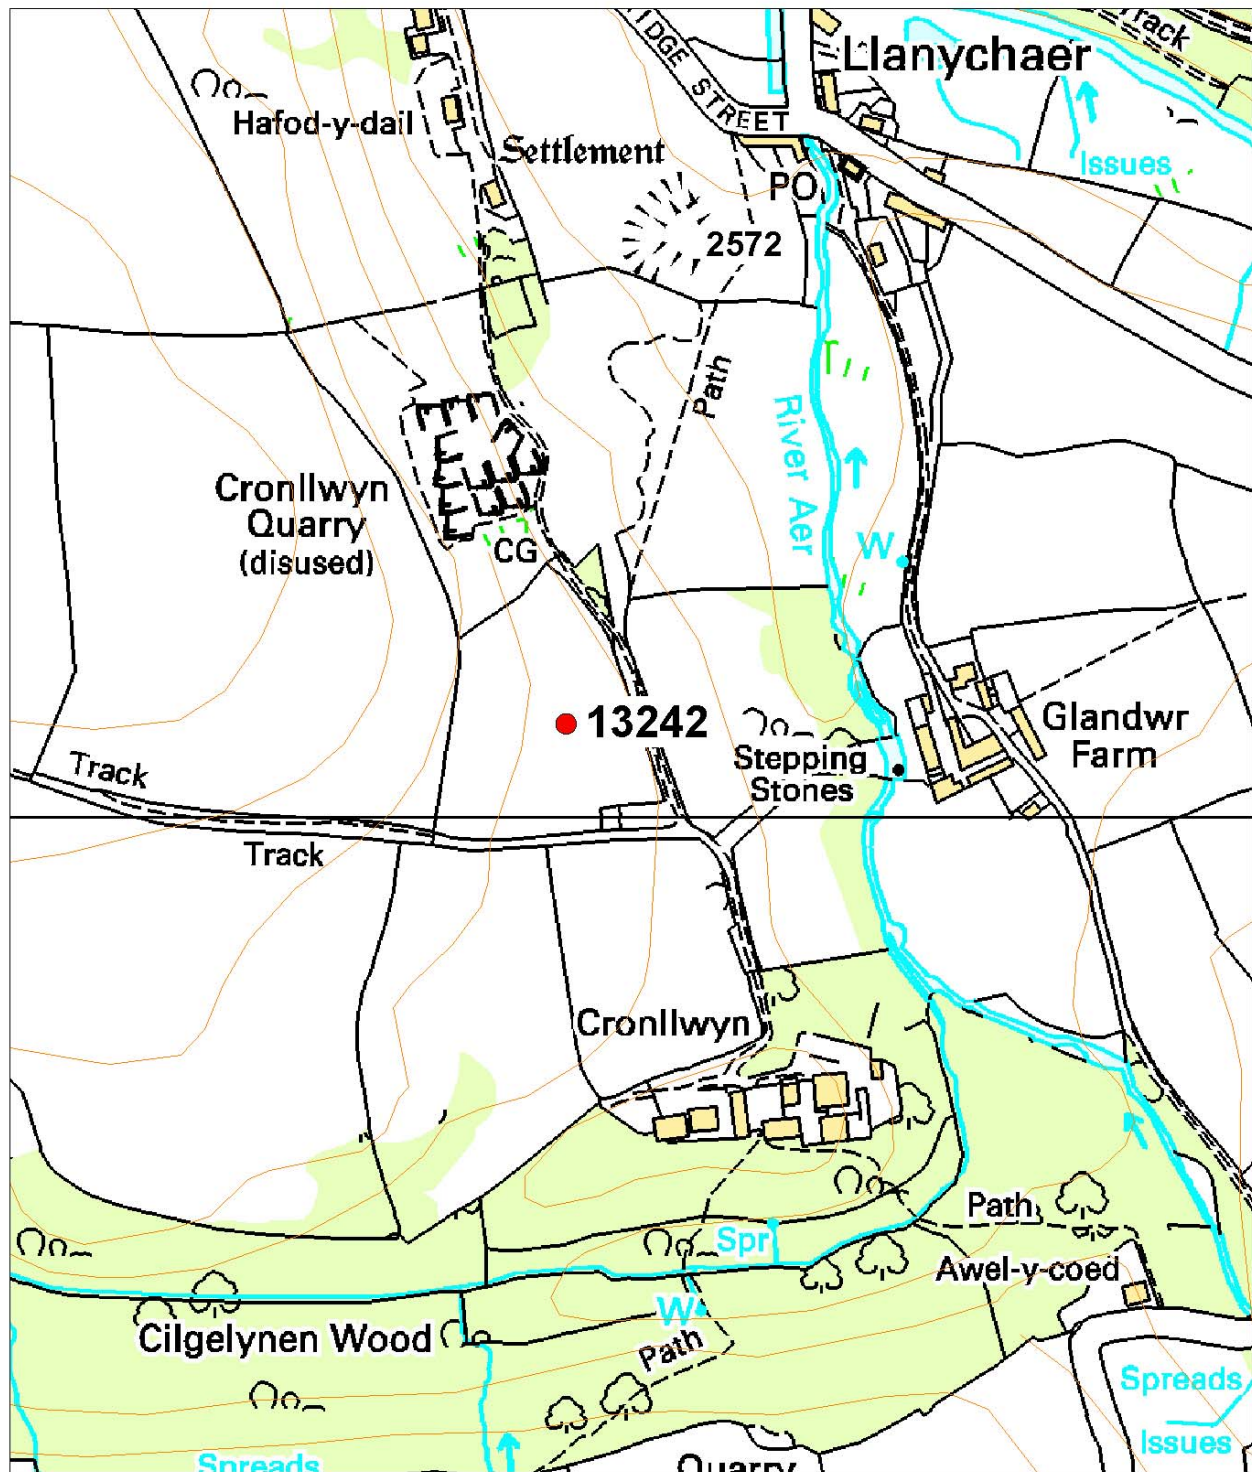 Track
Llanychaer
IDGE STREET
Hafod-y-dail
Settlement
Issues
PO
2572
Path
River Aer
Cronllwyn
Quarry
(disused)
CG
W
13242
Glandwr
Farm
Stepping
Stones
Track
Track
Cronllwyn
Path
Spr
Awel-y-coed
W
Cilgelynen Wood
Path
Spreads
Issues
Spreads
Quarry